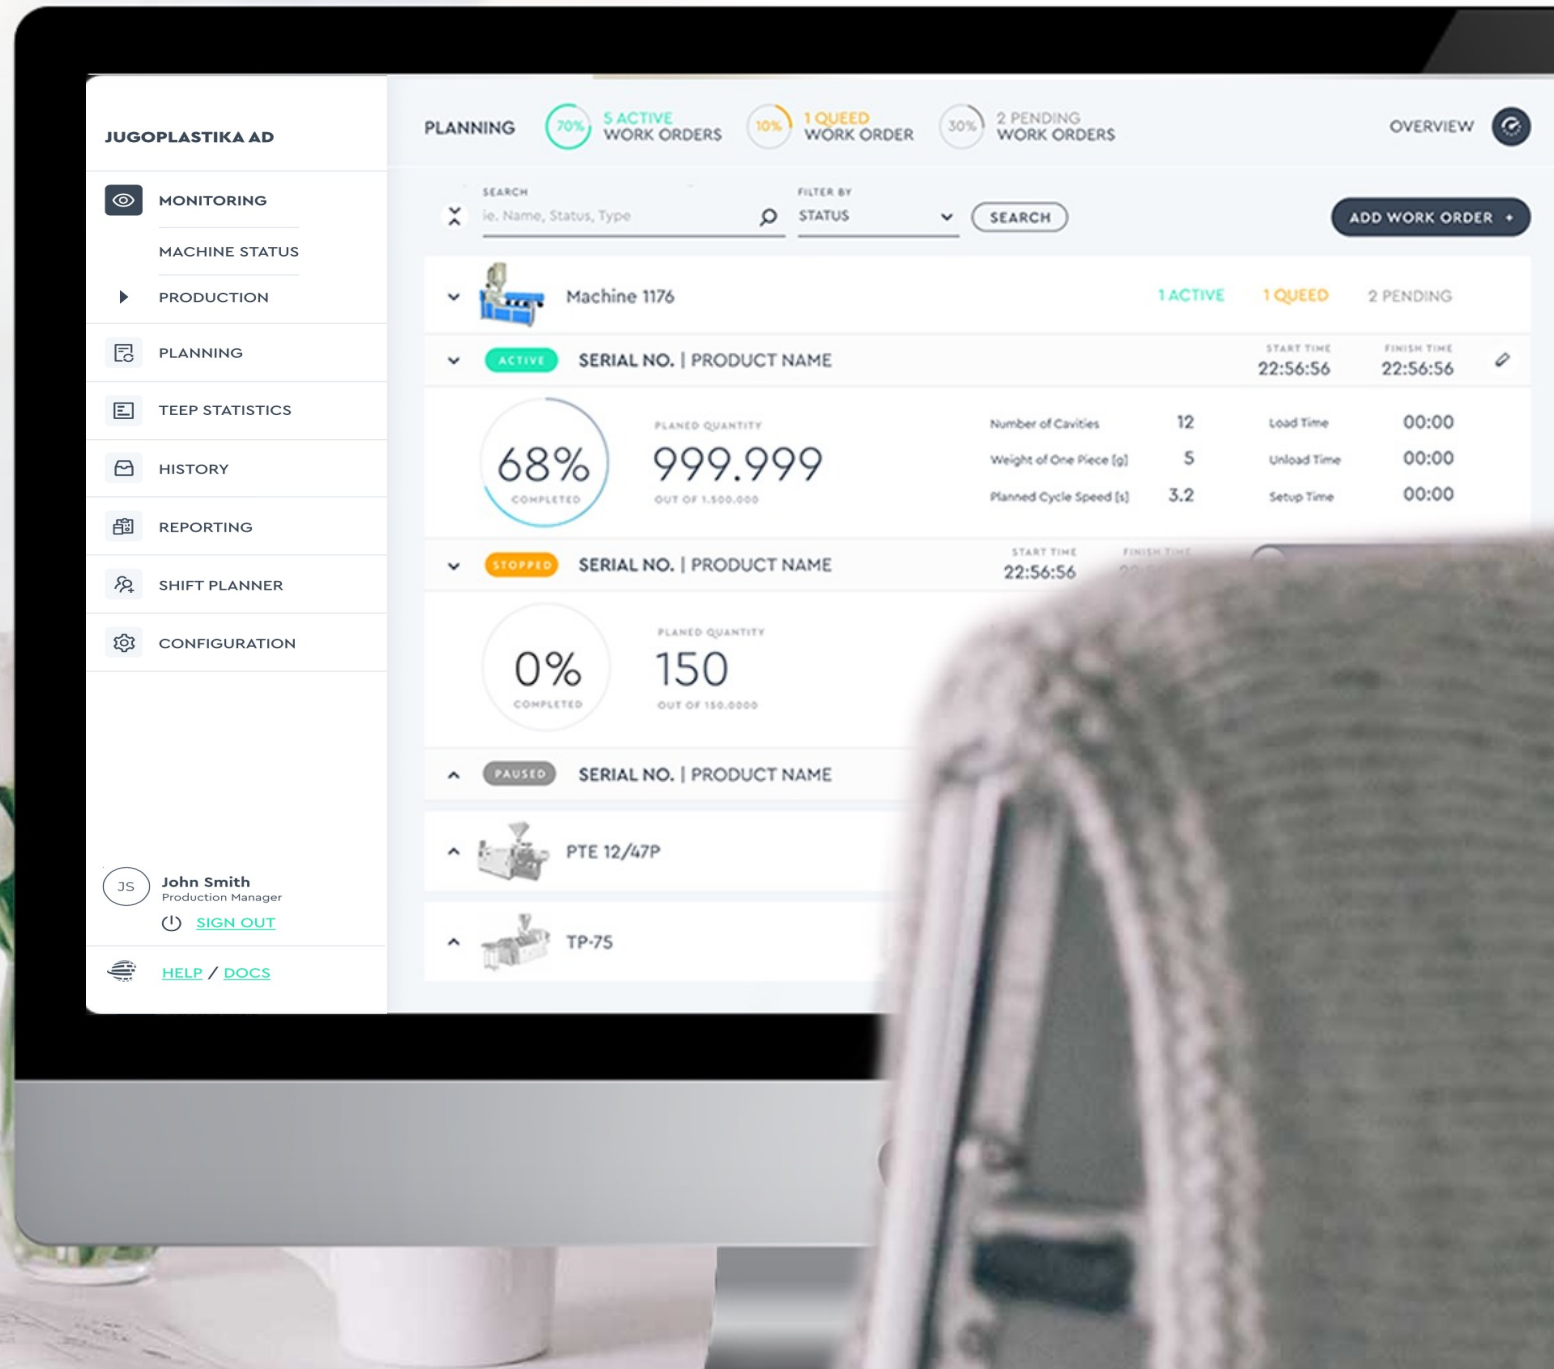 JUGOPLASTIKA AD
MONITORING
MACHINE STATUS
PRODUCTION
PLANNING
TEEP STATISTICS
HISTORY
REPORTING
SHIFT PLANNER
CONFIGURATION
JS
John Smith
Production Manager
SIGN OUT
HELP / DOCS
PLANNING
70%
5 ACTIVE
WORK ORDERS
10%
1 QUEED
WORK ORDER
30%
2 PENDING
WORK ORDERS
OVERVIEW
SEARCH
ie. Name, Status, Type
FILTER BY
STATUS
SEARCH
ADD WORK ORDER +
Machine 1176
1 ACTIVE
1 QUEED
2 PENDING
ACTIVE
SERIAL NO. | PRODUCT NAME
START TIME
22:56:56
FINISH TIME
22:56:56
68%
COMPLETED
PLANED QUANTITY
999.999
OUT OF 1.500.000
Number of Cavities 12
Weight of One Piece [g] 5
Planned Cycle Speed [s] 3.2
Load Time 00:00
Unload Time 00:00
Setup Time 00:00
STOPPED
SERIAL NO. | PRODUCT NAME
START TIME
22:56:56
FINISH TIME
0%
COMPLETED
PLANED QUANTITY
150
OUT OF 150.0000
PAUSED
SERIAL NO. | PRODUCT NAME
PTE 12/47P
TP-75